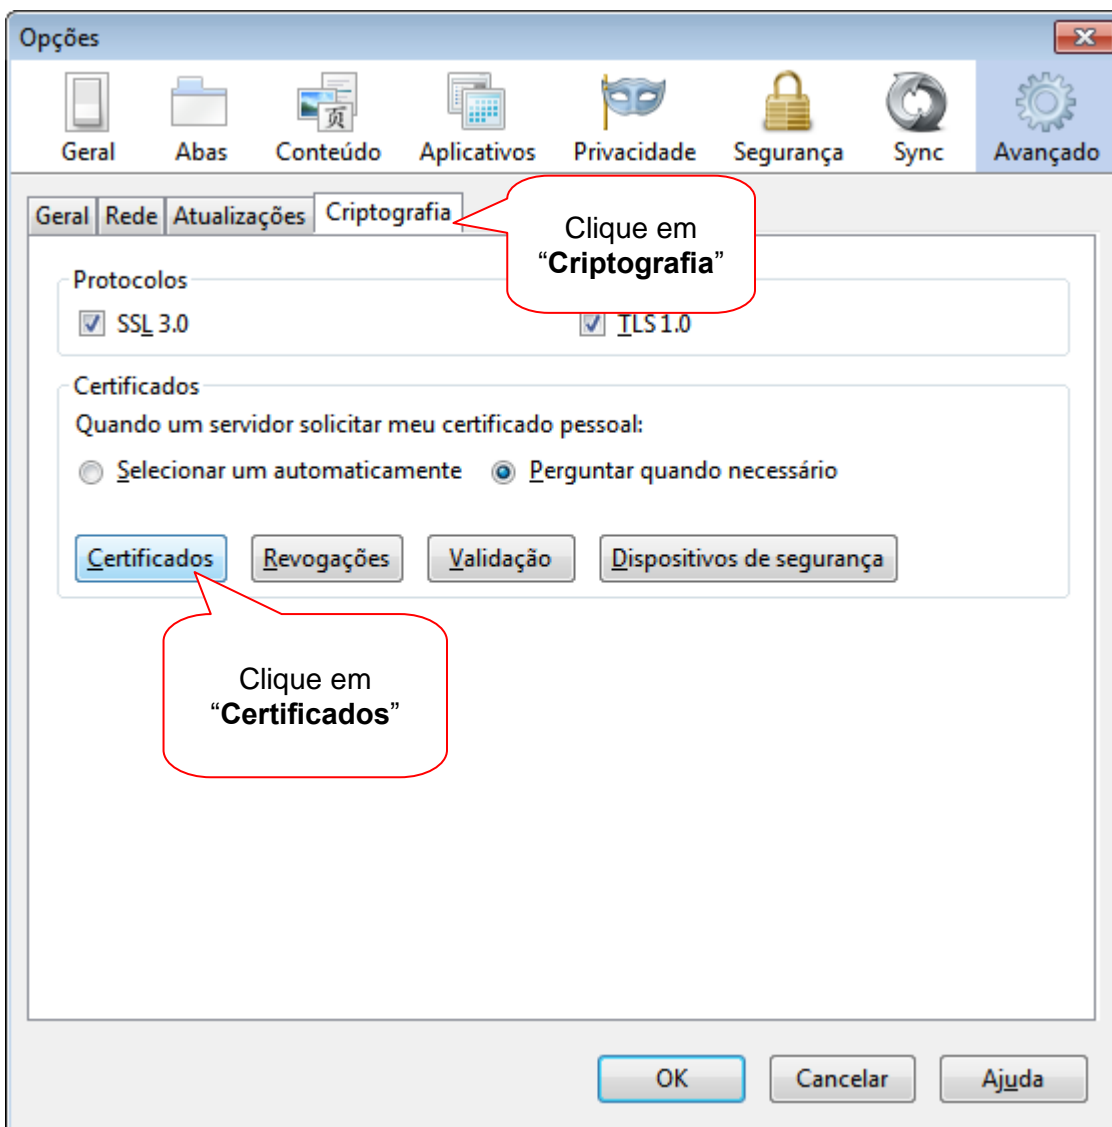 Opções
页
Geral Abas Conteúdo Aplicativos Privacidade Segurança Sync Avançado
Geral Rede Atualizações Criptografia
Clique em
“Criptografia”
Protocolos
SSL 3.0 TLS 1.0
Certificados
Quando um servidor solicitar meu certificado pessoal:
Selecionar um automaticamente Perguntar quando necessário
Certificados Revogações Validação Dispositivos de segurança
Clique em
“Certificados”
OK Cancelar Ajuda